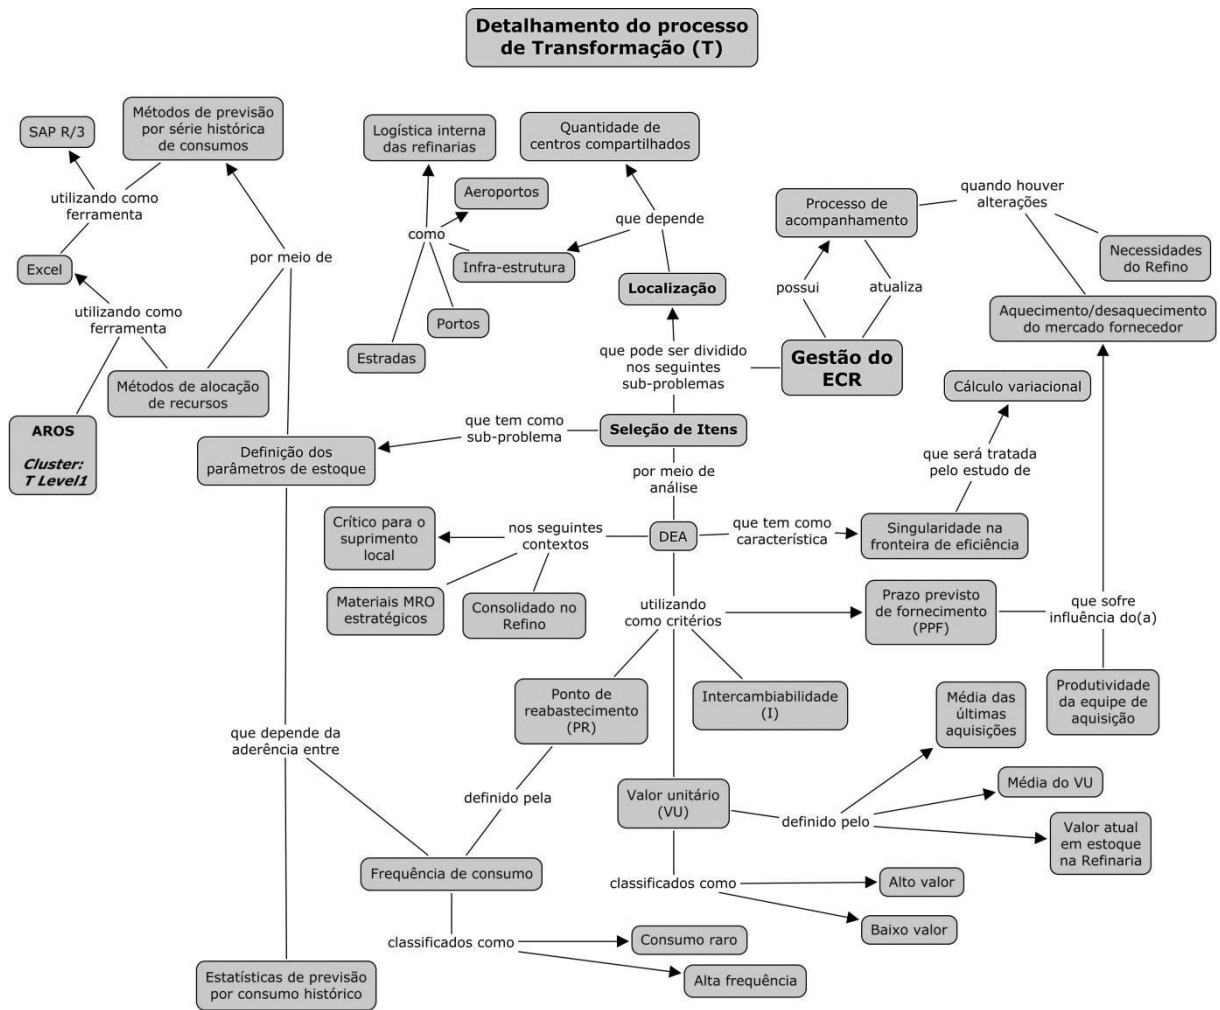 Detalhamento do processo
de Transformação (T)
SAP R/3
Métodos de previsão
por série histórica
de consumos
utilizando como
ferramenta
Excel
por meio de
utilizando como
ferramenta
Métodos de alocação
de recursos
AROS
Cluster:
T Level1
Logística interna
das refinarias
Quantidade de
centros compartilhados
Aeroportos
como
que depende
Infra-estrutura
Localização
Portos
Estradas
Processo de
acompanhamento
quando houver
alterações
Necessidades
do Refino
possui
atualiza
Aquecimento/desaquecimento
do mercado fornecedor
que pode ser dividido
nos seguintes
sub-problemas
Gestão do
ECR
Cálculo variacional
que tem como
sub-problema
Seleção de Itens
Definição dos
parâmetros de estoque
por meio de
análise
que será tratada
pelo estudo de
Crítico para o
suprimento
local
nos seguintes
contextos
DEA
que tem como
característica
Singularidade na
fronteira de eficiência
Materiais MRO
estratégicos
Consolidado no
Refino
utilizando
como critérios
Prazo previsto
de fornecimento
(PPF)
que sofre
influência do(a)
Ponto de
reabastecimento
(PR)
Intercambiabilidade
(I)
Média das
últimas
aquisições
Produtividade
da equipe de
aquisição
que depende da
aderência entre
definido pela
Valor unitário
(VU)
definido pelo
Média do VU
Valor atual
em estoque
na Refinaria
Frequência de consumo
classificados como
Alto valor
Baixo valor
classificados como
Consumo raro
Alta frequência
Estatísticas de previsão
por consumo histórico